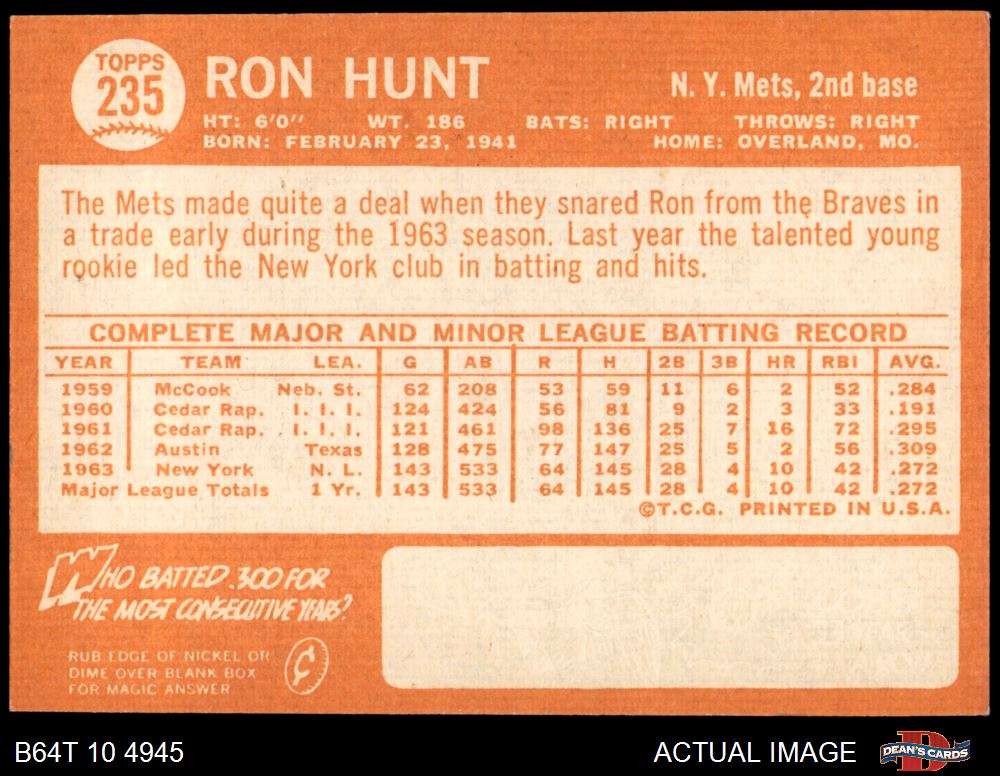 TOPPS
235
RON HUNT
N. Y. Mets, 2nd base
HT: 6'0" WT. 186 BATS: RIGHT THROWS: RIGHT
BORN: FEBRUARY 23, 1941 HOME: OVERLAND, MO.
The Mets made quite a deal when they snared Ron from the Braves in
a trade early during the 1963 season. Last year the talented young
rookie led the New York club in batting and hits.
COMPLETE MAJOR AND MINOR LEAGUE BATTING RECORD
YEAR TEAM LEA. G AB R H 2B 3B HR RBI AVG.
1959 McCook Neb. St. 62 208 53 59 11 6 2 52 .284
1960 Cedar Rap. I. I. I. 124 424 56 81 9 2 3 33 .191
1961 Cedar Rap. I. I. I. 121 461 98 136 25 7 16 72 .295
1962 Austin Texas 128 475 77 147 25 5 2 56 .309
1963 New York N. L. 143 533 64 145 28 4 10 42 .272
Major League Totals 1 Yr. 143 533 64 145 28 4 10 42 .272
©T.C.G. PRINTED IN U.S.A.
WHO BATTED .300 FOR
THE MOST CONSECUTIVE YEARS?
RUB EDGE OF NICKEL OR
DIME OVER BLANK BOX
FOR MAGIC ANSWER
¢
B64T 10 4945
ACTUAL IMAGE
DEAN'S CARDS